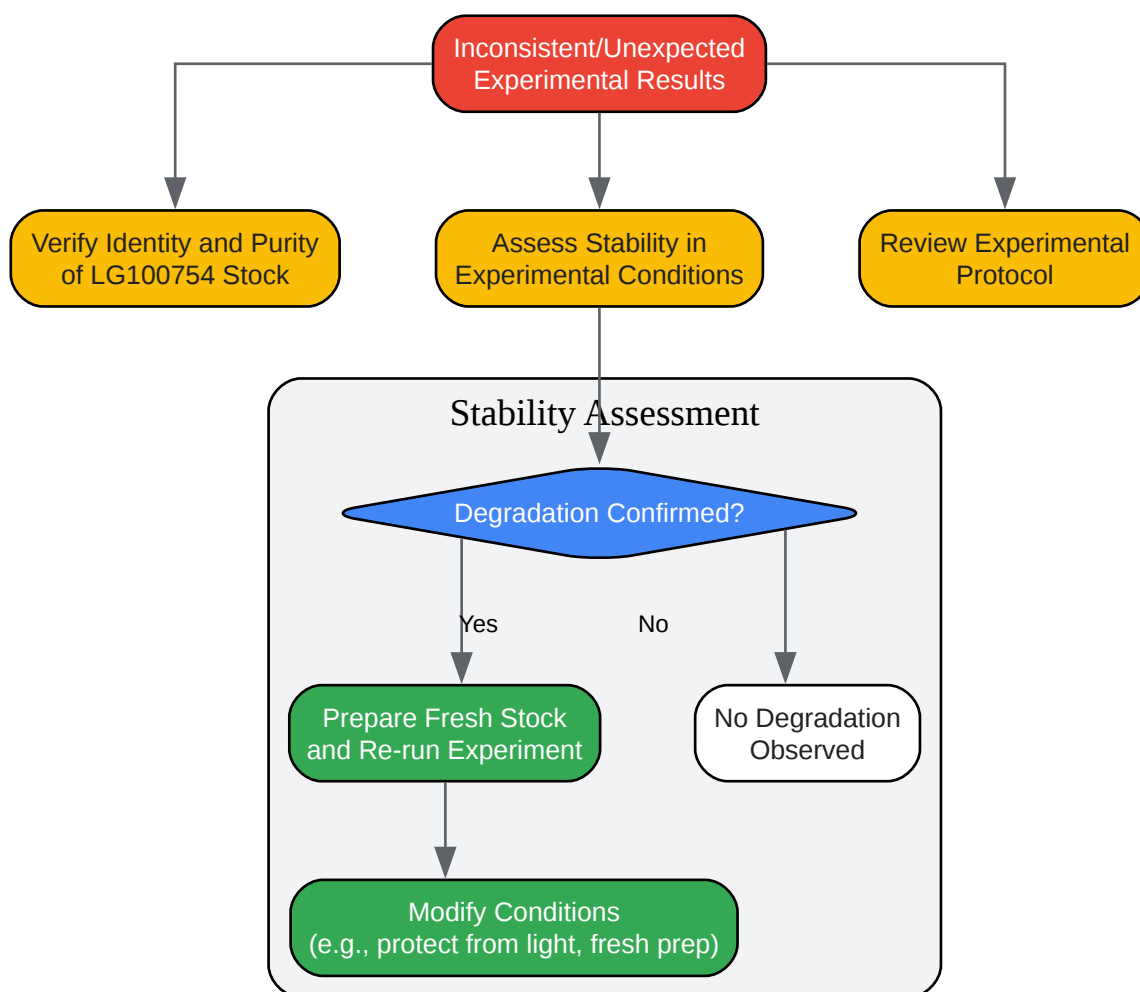 Inconsistent/Unexpected
Experimental Results
Verify Identity and Purity
of LG100754 Stock
Assess Stability in
Experimental Conditions
Review Experimental
Protocol
Stability Assessment
Degradation Confirmed?
Yes
No
Prepare Fresh Stock
and Re-run Experiment
No Degradation
Observed
Modify Conditions
(e.g., protect from light, fresh prep)